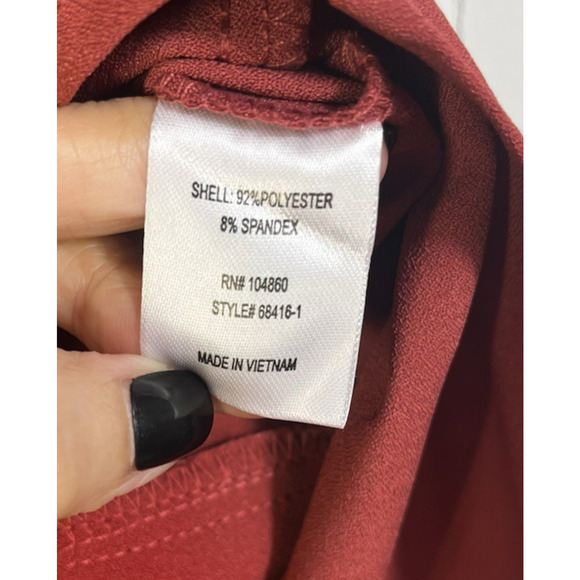 SHELL: 92%POLYESTER
8% SPANDEX
RN# 104860
STYLE# 68416-1
MADE IN VIETNAM